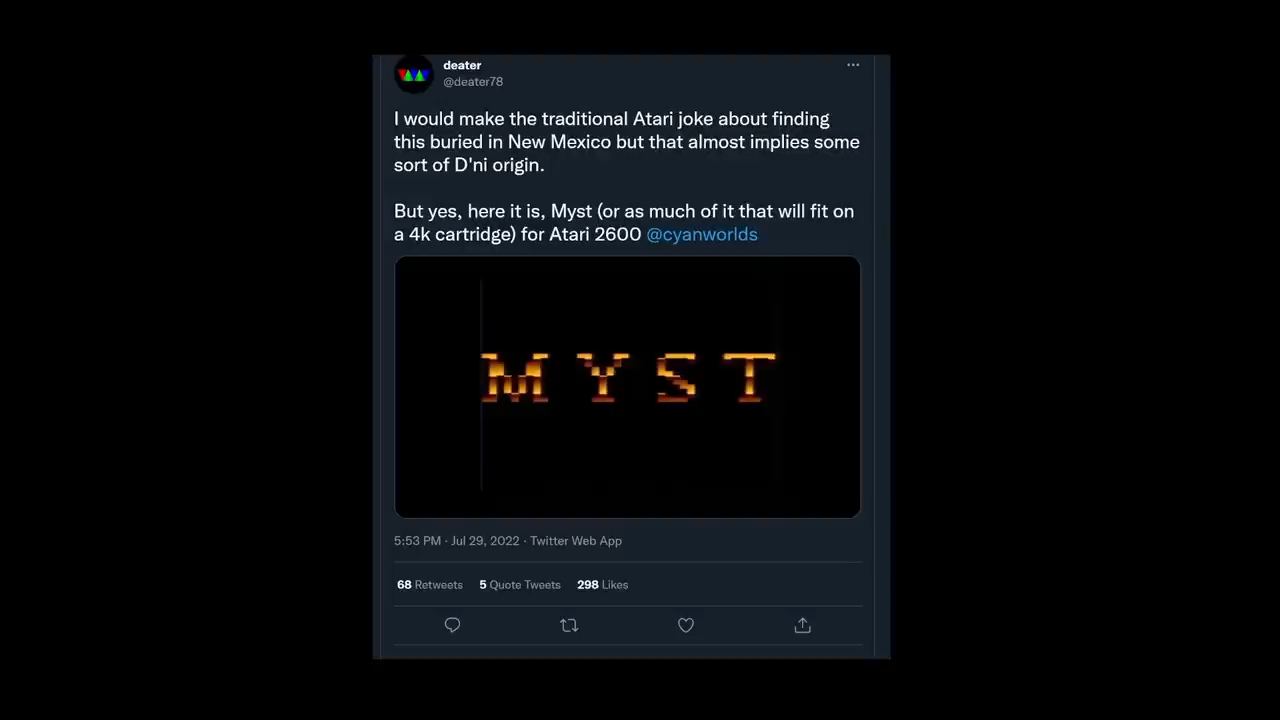 deater
@deater78
I would make the traditional Atari joke about finding
this buried in New Mexico but that almost implies some
sort of D'ni origin.
But yes, here it is, Myst (or as much of it that will fit on
a 4k cartridge) for Atari 2600 @cyanworlds
MYST
5:53 PM · Jul 29, 2022 · Twitter Web App
68 Retweets 5 Quote Tweets 298 Likes